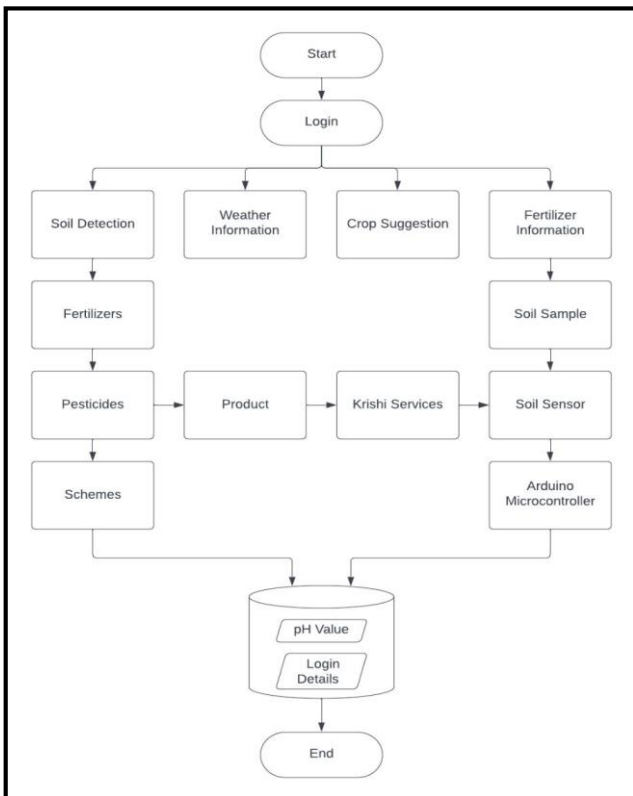 Start
Login
Soil Detection
Weather
Information
Crop Suggestion
Fertilizer
Information
Fertilizers
Soil Sample
Pesticides
Product
Krishi Services
Soil Sensor
Schemes
Arduino
Microcontroller
pH Value
Login
Details
End